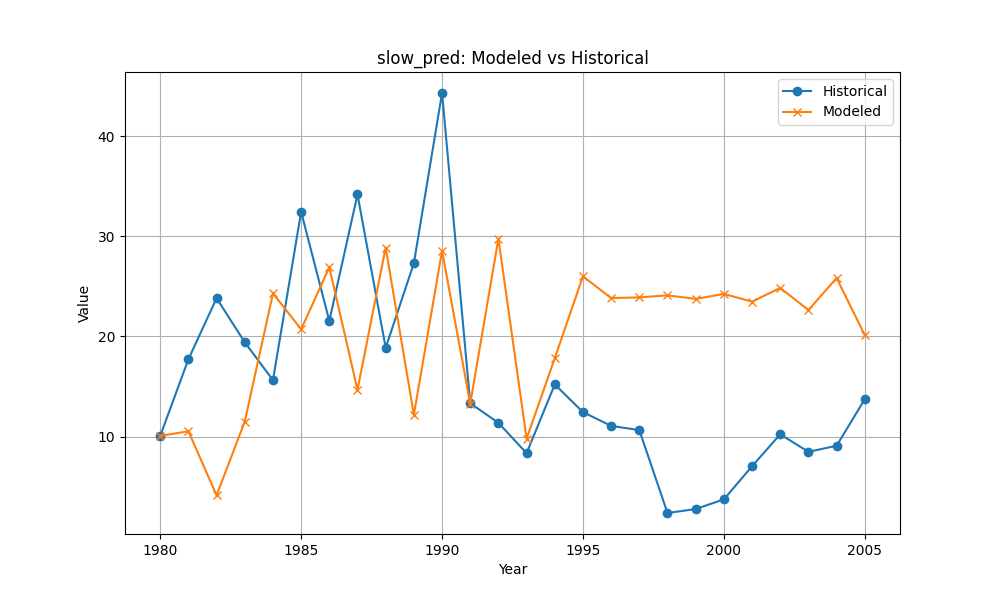 slow_pred: Modeled vs Historical
Historical
Modeled
Value
40
30
20
10
1980 1985 1990 1995 2000 2005
Year